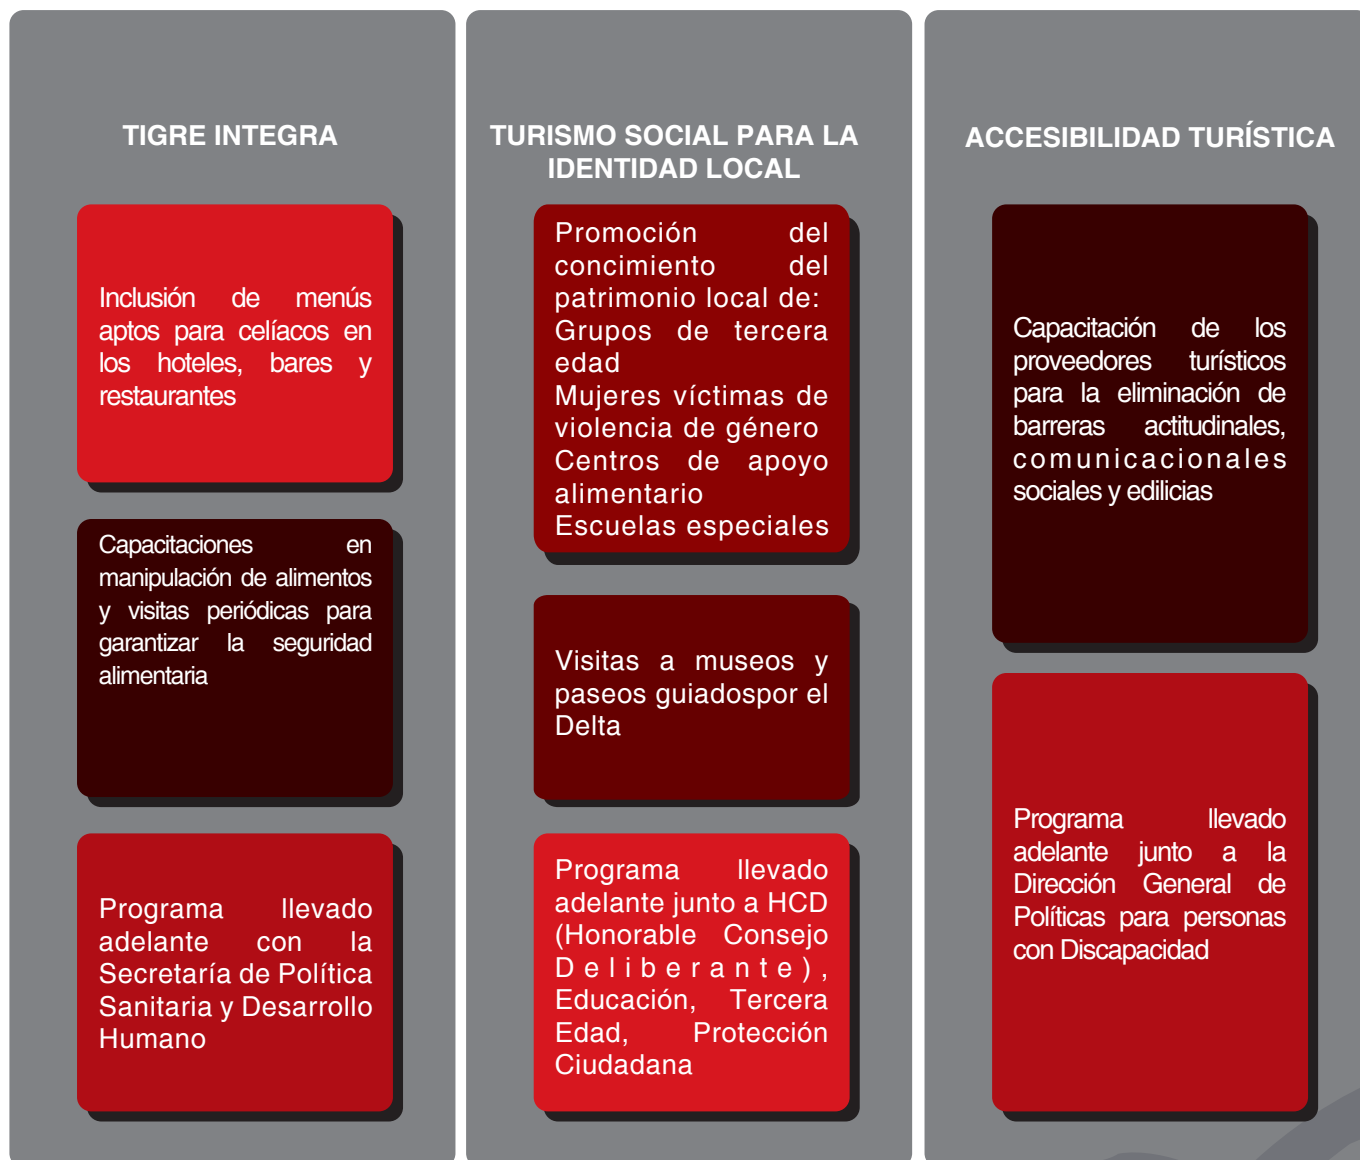 TIGRE INTEGRA
Inclusión de menús
aptos para celíacos en
los hoteles, bares y
restaurantes
Capacitaciones en
manipulación de alimentos
y visitas periódicas para
garantizar la seguridad
alimentaria
Programa llevado
adelante con la
Secretaría de Política
Sanitaria y Desarrollo
Humano
TURISMO SOCIAL PARA LA
IDENTIDAD LOCAL
Promoción del
concimiento del
patrimonio local de:
Grupos de tercera
edad
Mujeres víctimas de
violencia de género
Centros de apoyo
alimentario
Escuelas especiales
Visitas a museos y
paseos guiadospor el
Delta
Programa llevado
adelante junto a HCD
(Honorable Consejo
Deliberante),
Educación, Tercera
Edad, Protección
Ciudadana
ACCESIBILIDAD TURÍSTICA
Capacitación de los
proveedores turísticos
para la eliminación de
barreras actitudinales,
comunicacionales
sociales y edilicias
Programa llevado
adelante junto a la
Dirección General de
Políticas para personas
con Discapacidad